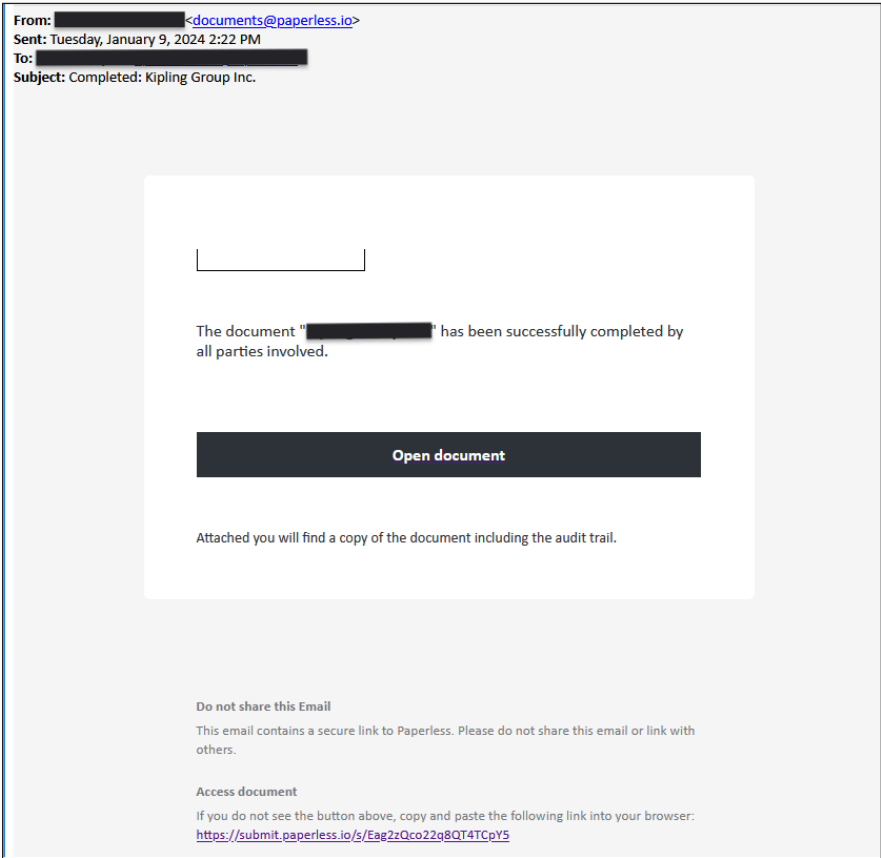 From: <documents@paperless.io>
Sent: Tuesday, January 9, 2024 2:22 PM
To:
Subject: Completed: Kipling Group Inc.
The document "" has been successfully completed by
all parties involved.
Open document
Attached you will find a copy of the document including the audit trail.
Do not share this Email
This email contains a secure link to Paperless. Please do not share this email or link with
others.
Access document
If you do not see the button above, copy and paste the following link into your browser:
https://submit.paperless.io/s/Eag2zQco22q8QT4TCpY5